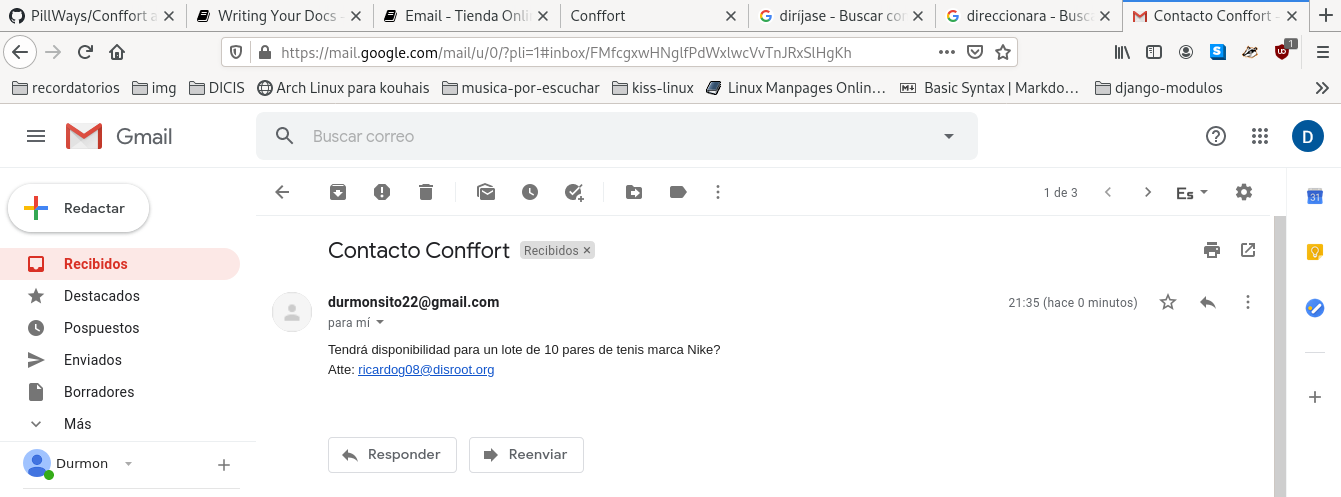 PillWays/Conffort a
Writing Your Docs -
Email - Tienda Onli
Conffort
diríjase - Buscar con
direccionara - Busca
Contacto Conffort -
https://mail.google.com/mail/u/0/?pli=1#inbox/FMfcgxwHNglfPdWxlwcVvTnJRxSlHgKh
S
1
recordatorios
img
DICIS
Arch Linux para kouhais
musica-por-escuchar
kiss-linux
Linux Manpages Onlin…
Basic Syntax | Markdo…
django-modulos
Gmail
Buscar correo
D
Redactar
1 de 3
Es
31
Recibidos
Destacados
Pospuestos
Enviados
Borradores
Más
Durmon
Contacto Conffort
Recibidos ×
durmonsito22@gmail.com
21:35 (hace 0 minutos)
para mí
Tendrá disponibilidad para un lote de 10 pares de tenis marca Nike?
Atte: ricardog08@disroot.org
Responder
Reenviar